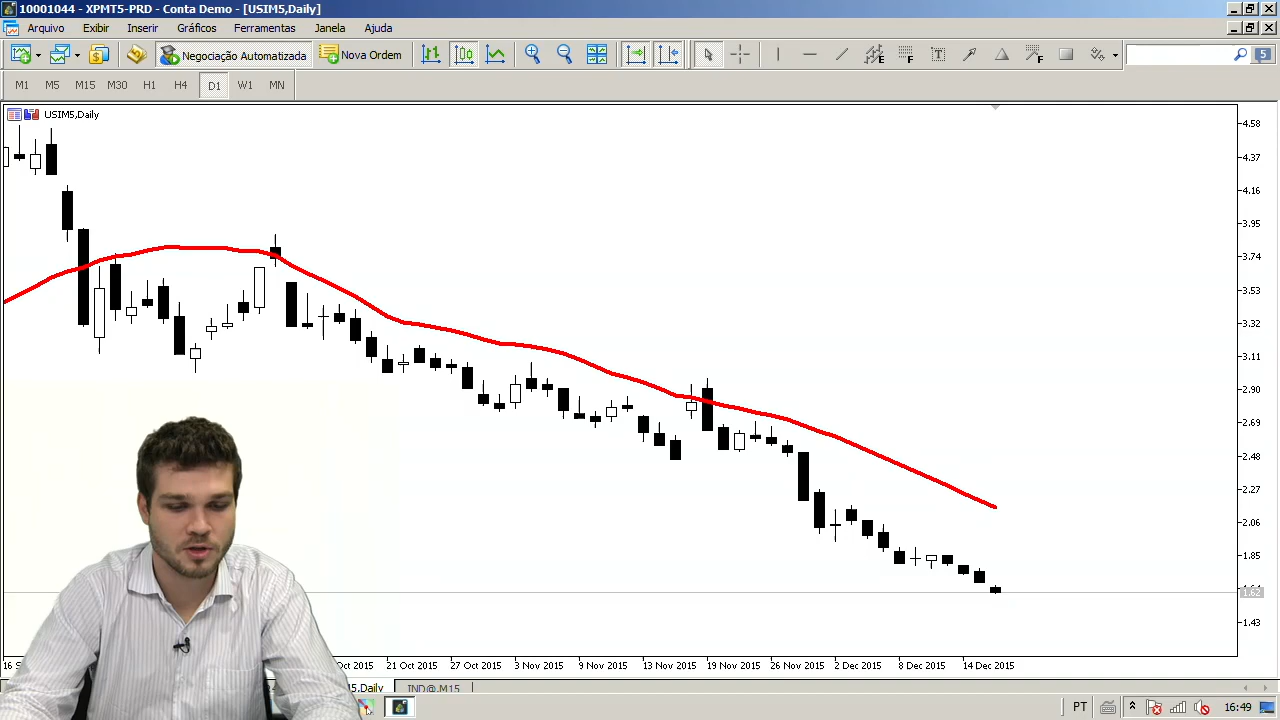 10001044 - XPMT5-PRD - Conta Demo - [USIM5,Daily]
Arquivo Exibir Inserir Gráficos Ferramentas Janela Ajuda
Negociação Automatizada Nova Ordem E F T F 5
M1 M5 M15 M30 H1 H4 D1 W1 MN
USIM5,Daily
4.58
4.37
4.16
3.95
3.74
3.53
3.32
3.11
2.90
2.69
2.48
2.27
2.06
1.85
1.62
1.43
16 Oct 2015 21 Oct 2015 27 Oct 2015 3 Nov 2015 9 Nov 2015 13 Nov 2015 19 Nov 2015 26 Nov 2015 2 Dec 2015 8 Dec 2015 14 Dec 2015
Daily IND@,M15
PT 16:49